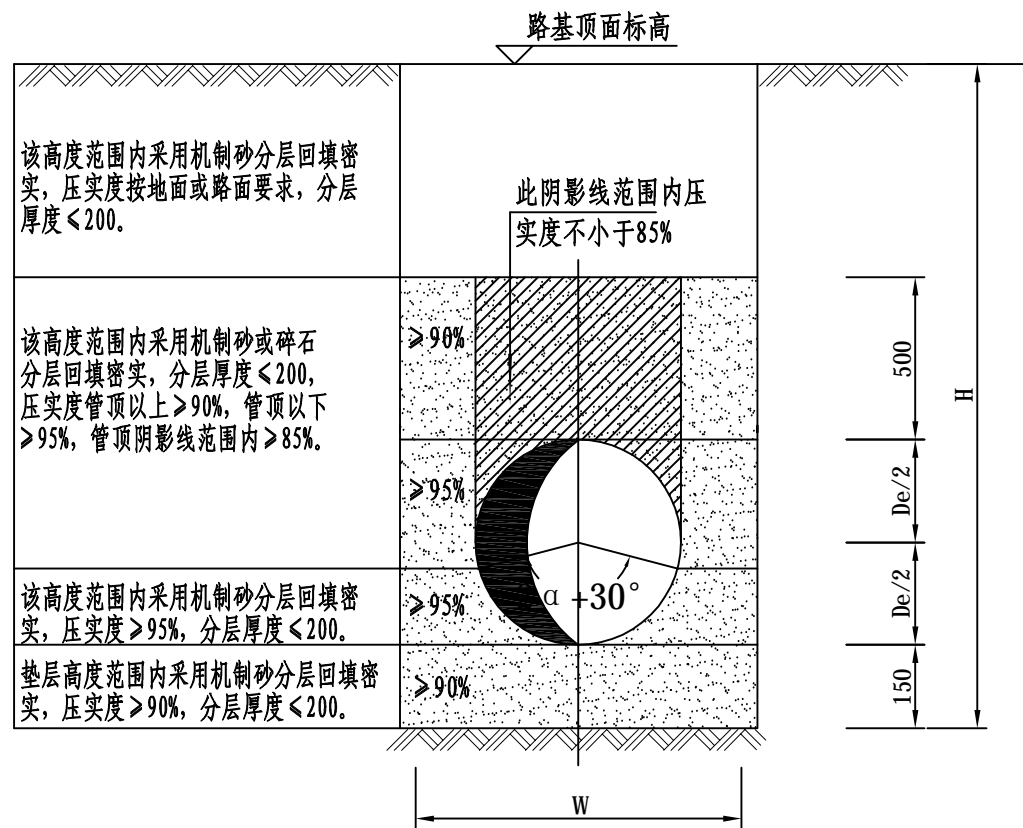 路基顶面标高
该高度范围内采用机制砂分层回填密
实，压实度按地面或路面要求，分层
厚度≤200。
此阴影线范围内压
实度不小于85%
该高度范围内采用机制砂或碎石
分层回填密实，分层厚度≤200，
压实度管顶以上≥90%，管顶以下
≥95%，管顶阴影线范围内≥85%。
≥90%
500
H
≥95%
De/2
该高度范围内采用机制砂分层回填密
实，压实度≥95%，分层厚度≤200。
≥95%
α +30°
De/2
垫层高度范围内采用机制砂分层回填密
实，压实度≥90%，分层厚度≤200。
≥90%
150
W